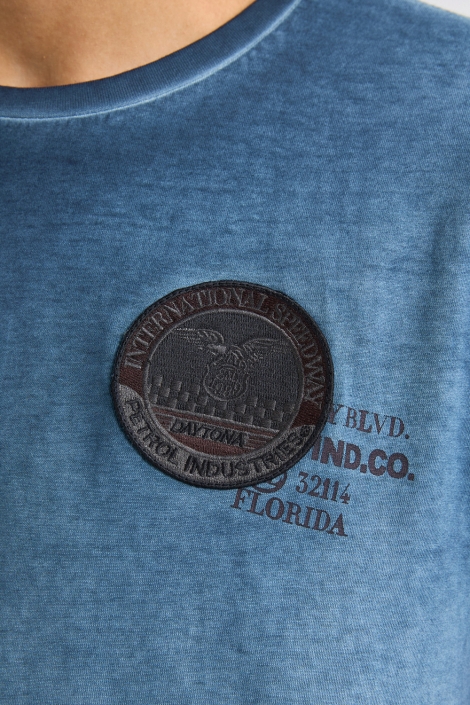 INTERNATIONAL SPEEDWAY
DAYTONA
PETROL INDUSTRIES
Y BLVD.
IND.CO.
32114
FLORIDA